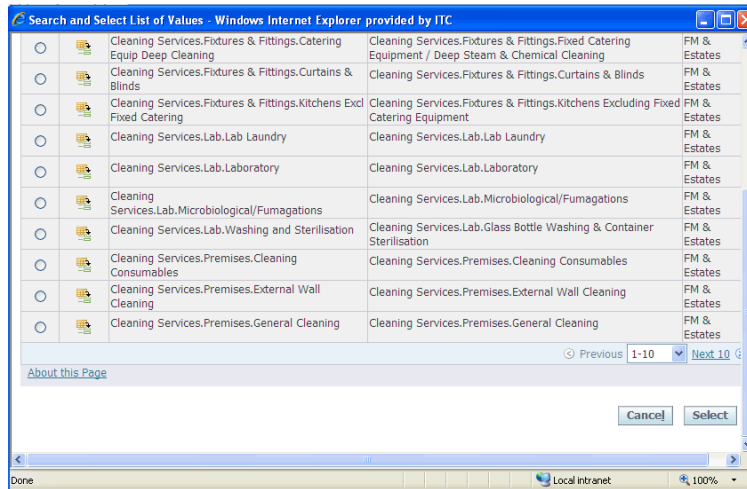 Search and Select List of Values - Windows Internet Explorer provided by ITC
Cleaning Services.Fixtures & Fittings.Catering
Equip Deep Cleaning
Cleaning Services.Fixtures & Fittings.Fixed Catering
Equipment / Deep Steam & Chemical Cleaning
FM &
Estates
Cleaning Services.Fixtures & Fittings.Curtains &
Blinds
Cleaning Services.Fixtures & Fittings.Curtains & Blinds
FM &
Estates
Cleaning Services.Fixtures & Fittings.Kitchens Excl
Fixed Catering
Cleaning Services.Fixtures & Fittings.Kitchens Excluding Fixed
Catering Equipment
FM &
Estates
Cleaning Services.Lab.Lab Laundry
Cleaning Services.Lab.Lab Laundry
FM &
Estates
Cleaning Services.Lab.Laboratory
Cleaning Services.Lab.Laboratory
FM &
Estates
Cleaning
Services.Lab.Microbiological/Fumagations
Cleaning Services.Lab.Microbiological/Fumagations
FM &
Estates
Cleaning Services.Lab.Washing and Sterilisation
Cleaning Services.Lab.Glass Bottle Washing & Container
Sterilisation
FM &
Estates
Cleaning Services.Premises.Cleaning
Consumables
Cleaning Services.Premises.Cleaning Consumables
FM &
Estates
Cleaning Services.Premises.External Wall
Cleaning
Cleaning Services.Premises.External Wall Cleaning
FM &
Estates
Cleaning Services.Premises.General Cleaning
Cleaning Services.Premises.General Cleaning
FM &
Estates
Previous 1-10 Next 10
About this Page
Cancel Select
Done Local intranet 100%